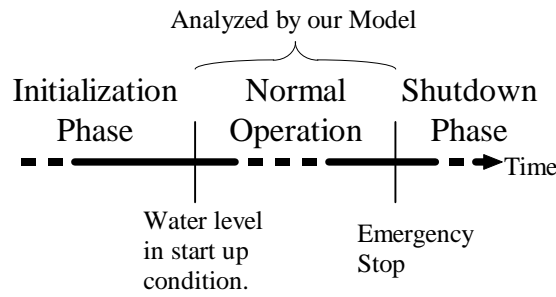 Analyzed by our Model
Initialization
Phase
Normal
Operation
Shutdown
Phase
Time
Water level
in start up
condition.
Emergency
Stop